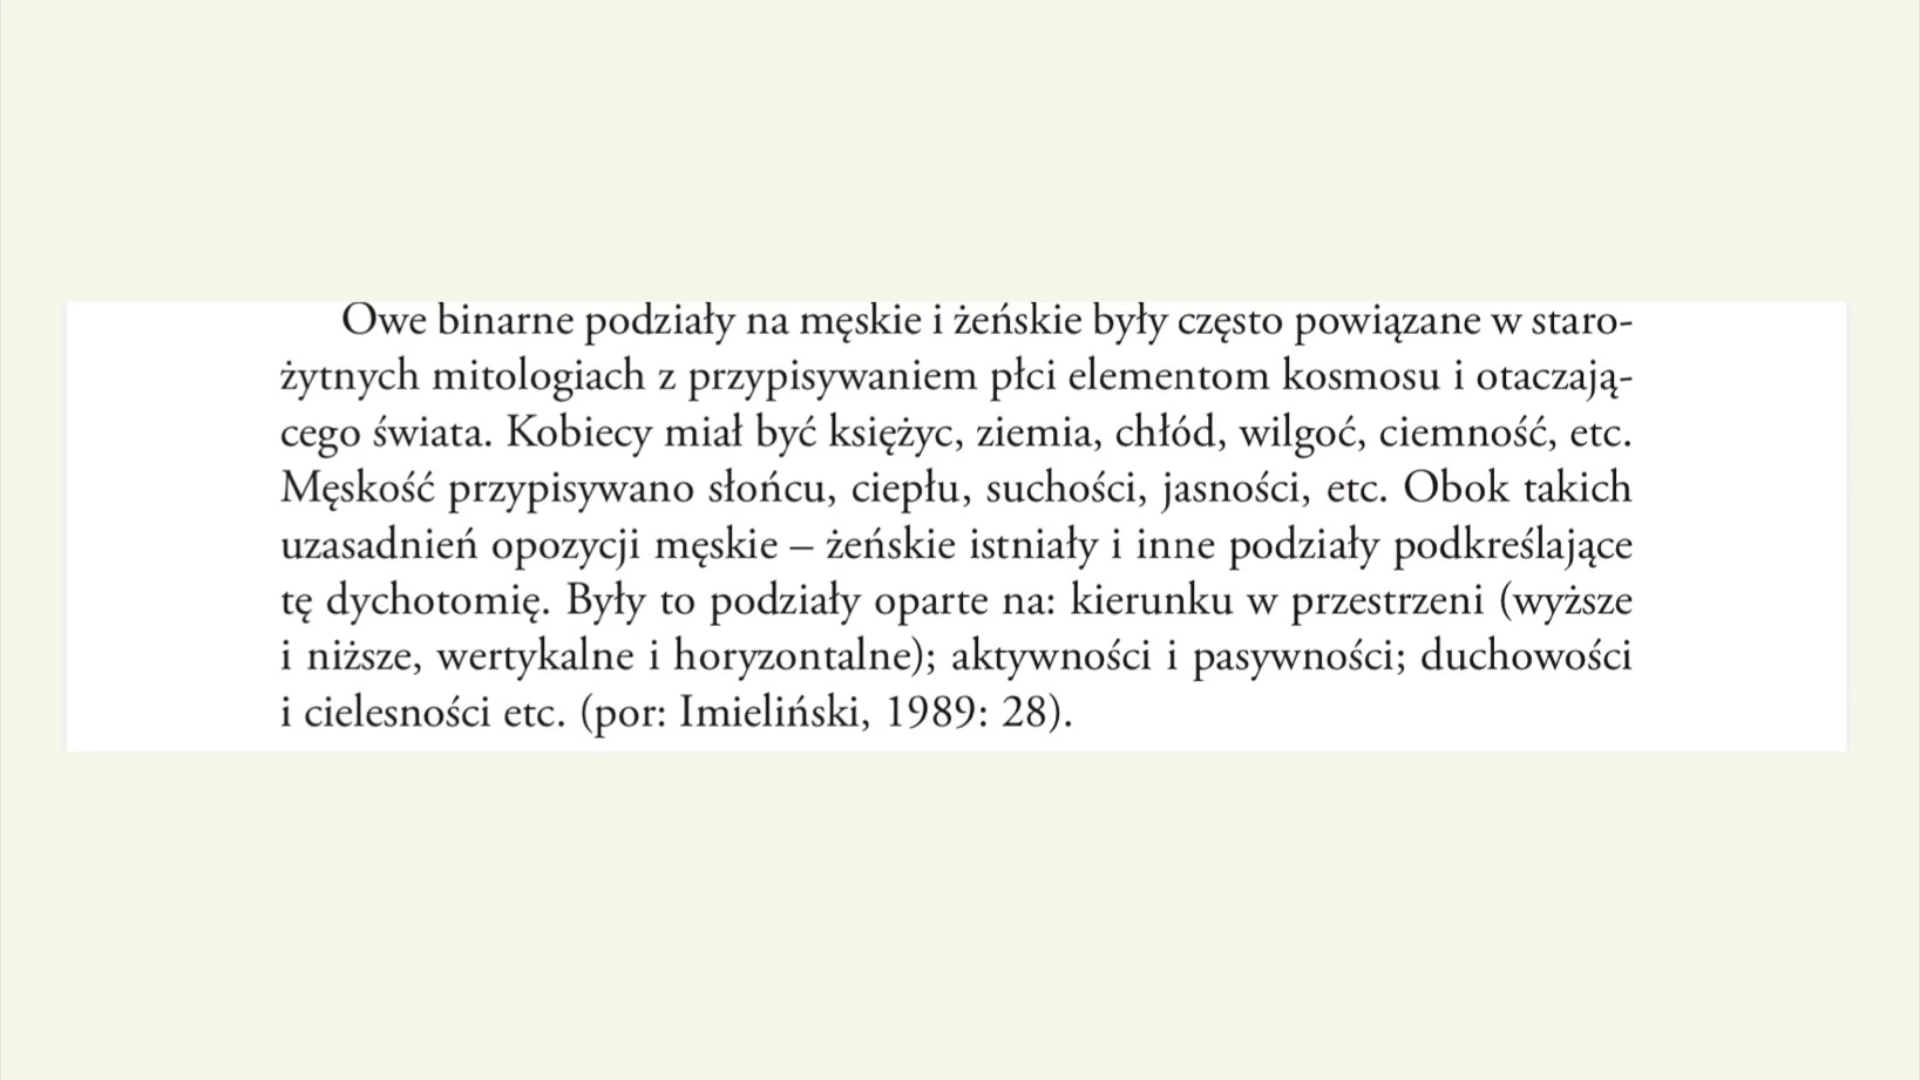 Owe binarne podziały na męskie i żeńskie były często powiązane w staro-
żytnych mitologiach z przypisywaniem płci elementom kosmosu i otaczają-
cego świata. Kobiecy miał być księżyc, ziemia, chłód, wilgoć, ciemność, etc.
Męskość przypisywano słońcu, ciepłu, suchości, jasności, etc. Obok takich
uzasadnień opozycji męskie – żeńskie istniały i inne podziały podkreślające
tę dychotomię. Były to podziały oparte na: kierunku w przestrzeni (wyższe
i niższe, wertykalne i horyzontalne); aktywności i pasywności; duchowości
i cielesności etc. (por: Imieliński, 1989: 28).